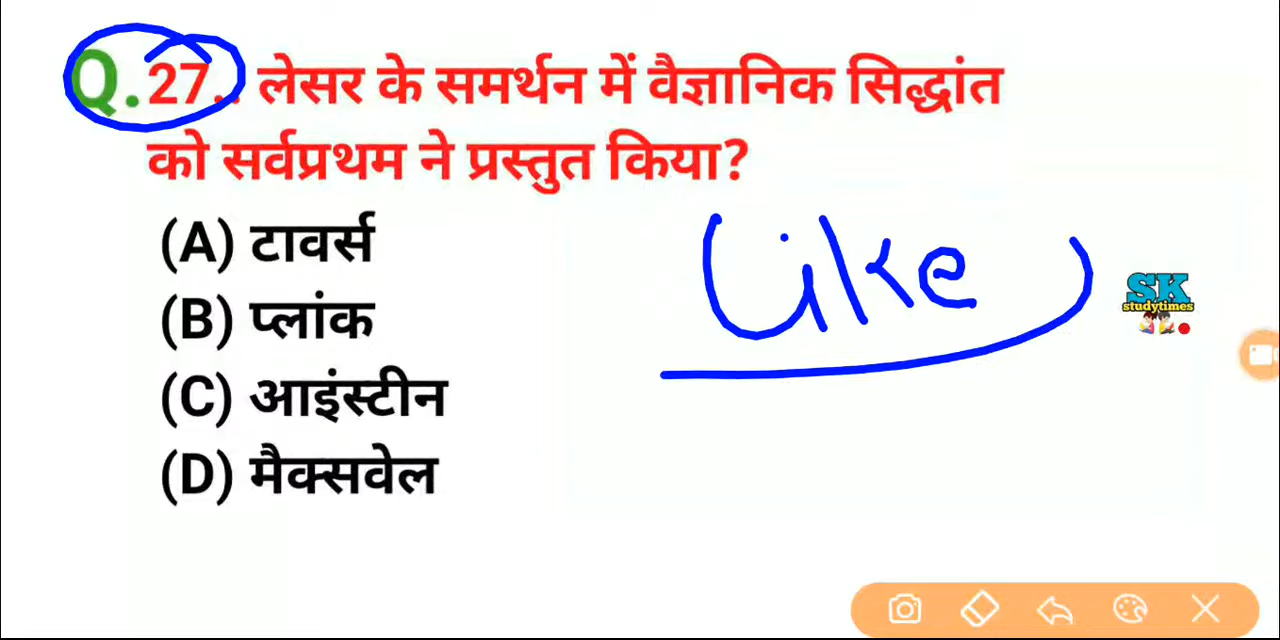 Q.27.. लेसर के समर्थन में वैज्ञानिक सिद्धांत
को सर्वप्रथम ने प्रस्तुत किया?
(A) टावर्स
(B) प्लांक
(C) आइंस्टीन
(D) मैक्सवेल
Like
SK
studytimes